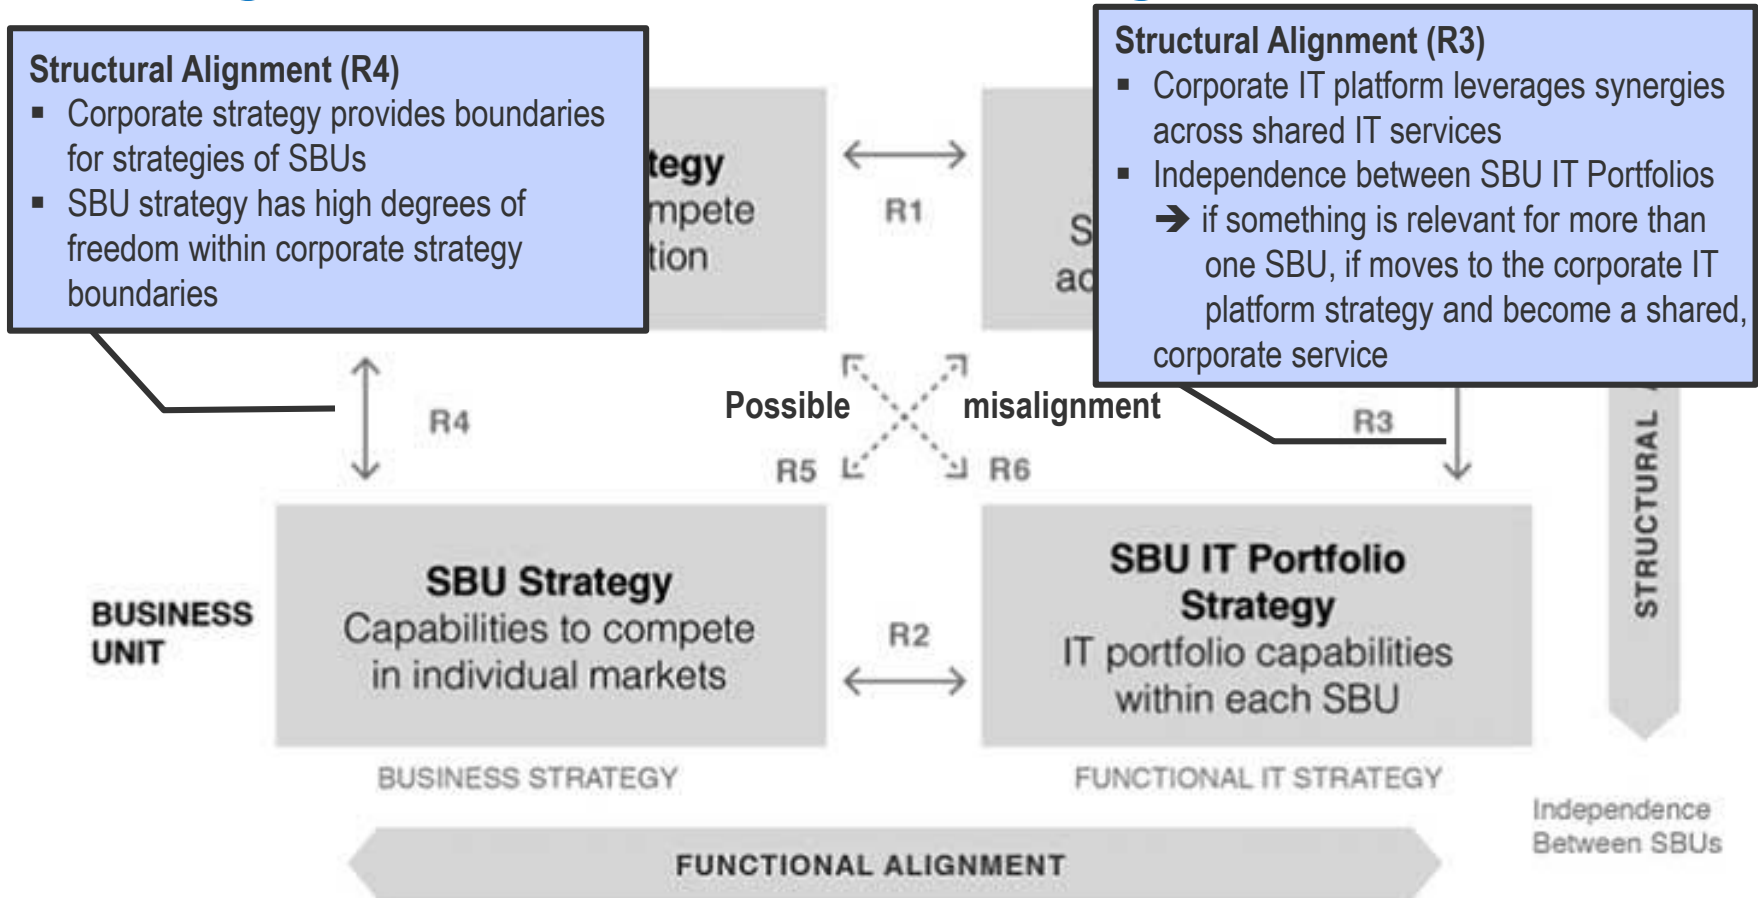 Structural Alignment (R4)
▪ Corporate strategy provides boundaries
for strategies of SBUs
▪ SBU strategy has high degrees of
freedom within corporate strategy
boundaries
Structural Alignment (R3)
▪ Corporate IT platform leverages synergies
across shared IT services
▪ Independence between SBU IT Portfolios
➔ if something is relevant for more than
one SBU, if moves to the corporate IT
platform strategy and become a shared,
corporate service
tegy
mpete
tion
R1
S
ac
R4
Possible misalignment
R3
R5
R6
STRUCTURAL
BUSINESS
UNIT
SBU Strategy
Capabilities to compete
in individual markets
R2
SBU IT Portfolio
Strategy
IT portfolio capabilities
within each SBU
BUSINESS STRATEGY
FUNCTIONAL IT STRATEGY
Independence
Between SBUs
FUNCTIONAL ALIGNMENT